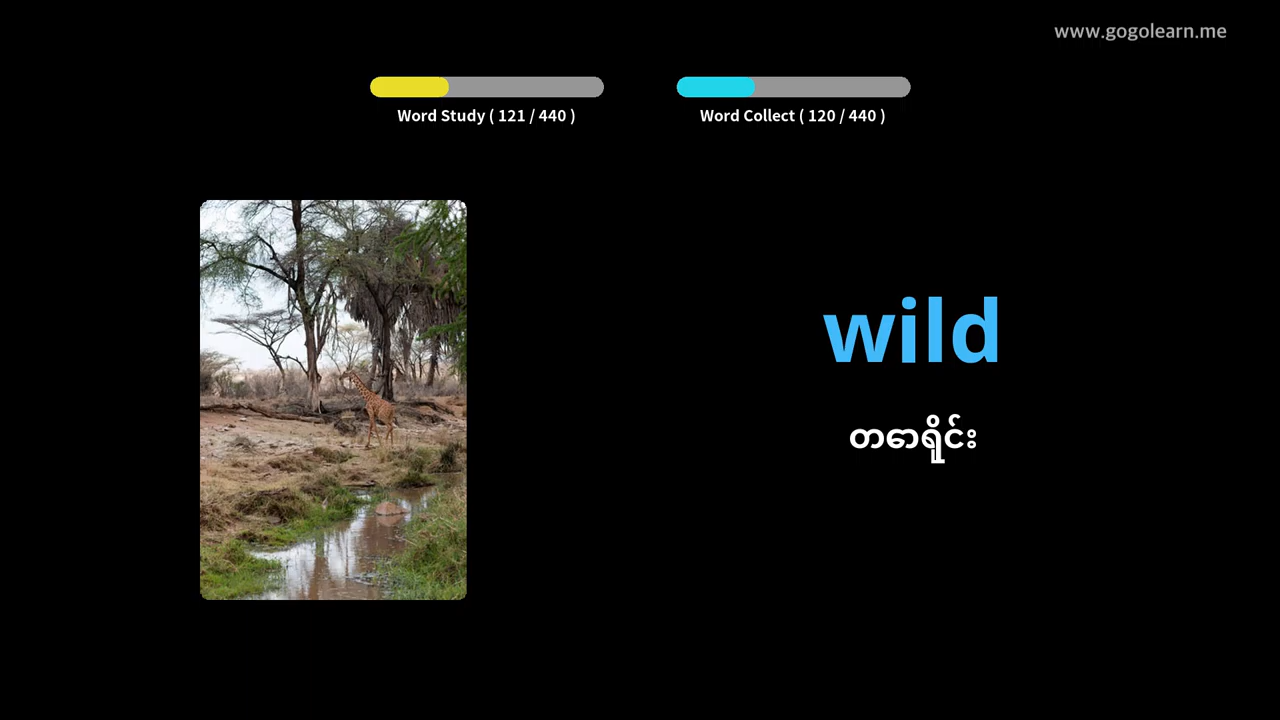 www.gogolearn.me
Word Study ( 121 / 440 )
Word Collect ( 120 / 440 )
wild
တောရိုင်း